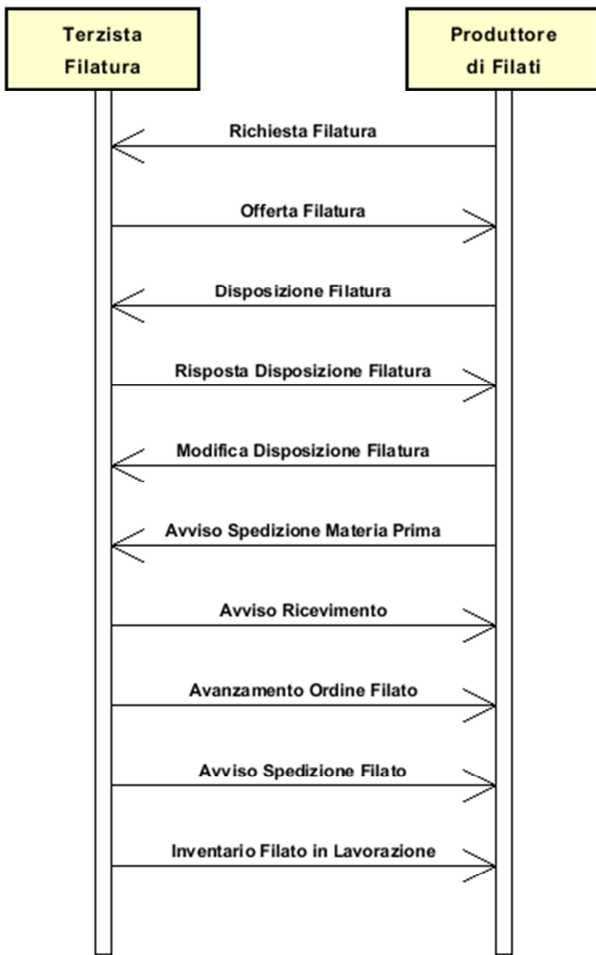 Terzista
Filatura
Produttore
di Filati
Richiesta Filatura
Offerta Filatura
Disposizione Filatura
Risposta Disposizione Filatura
Modifica Disposizione Filatura
Avviso Spedizione Materia Prima
Avviso Ricevimento
Avanzamento Ordine Filato
Avviso Spedizione Filato
Inventario Filato in Lavorazione